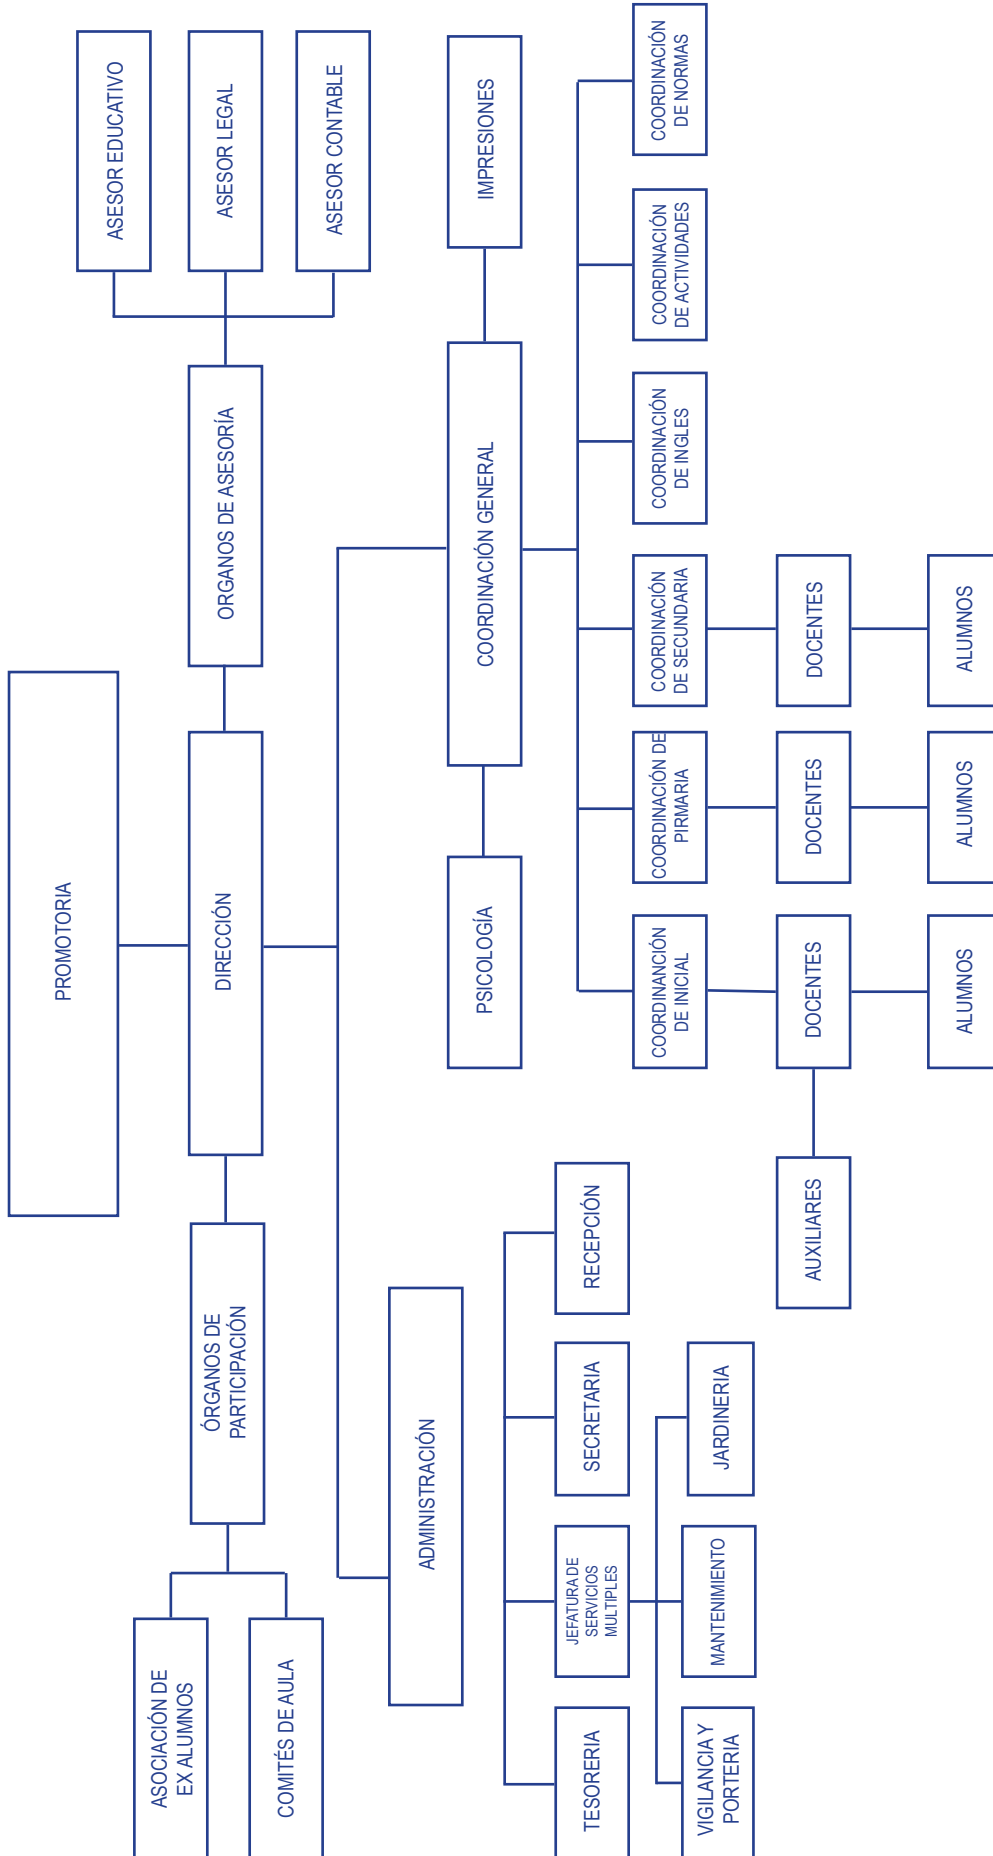 PROMOTORIA
ASESOR EDUCATIVO
ASOCIACIÓN DE
EX ALUMNOS
ÓRGANOS DE
PARTICIPACIÓN
DIRECCIÓN
ORGANOS DE ASESORÍA
ASESOR LEGAL
COMITÉS DE AULA
ASESOR CONTABLE
ADMINISTRACIÓN
PSICOLOGÍA
COORDINACIÓN GENERAL
IMPRESIONES
TESORERIA
JEFATURA DE
SERVICIOS
MULTIPLES
SECRETARIA
RECEPCIÓN
COORDINANCIÓN
DE INICIAL
COORDINACIÓN DE
PIRMARIA
COORDINACIÓN
DE SECUNDARIA
COORDINACIÓN
DE INGLES
COORDINACIÓN
DE ACTIVIDADES
COORDINACIÓN
DE NORMAS
VIGILANCIA Y
PORTERIA
MANTENIMIENTO
JARDINERIA
AUXILIARES
DOCENTES
DOCENTES
DOCENTES
ALUMNOS
ALUMNOS
ALUMNOS